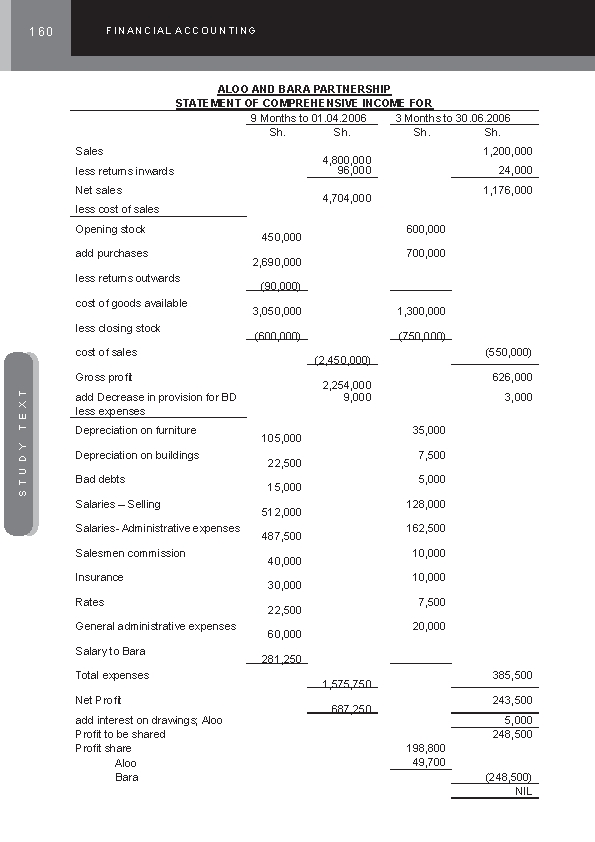 160 FINANCIAL ACCOUNTING
ALOO AND BARA PARTNERSHIP
STATEMENT OF COMPREHENSIVE INCOME FOR
9 Months to 01.04.2006 3 Months to 30.06.2006
Sh. Sh. Sh. Sh.
Sales 4,800,000 1,200,000
less returns inwards 96,000 24,000
Net sales 4,704,000 1,176,000
less cost of sales
Opening stock 450,000 600,000
add purchases 2,690,000 700,000
less returns outwards (90,000)
cost of goods available 3,050,000 1,300,000
less closing stock (600,000) (750,000)
cost of sales (2,450,000) (550,000)
Gross profit 2,254,000 626,000
add Decrease in provision for BD 9,000 3,000
less expenses
Depreciation on furniture 105,000 35,000
Depreciation on buildings 22,500 7,500
Bad debts 15,000 5,000
Salaries – Selling 512,000 128,000
Salaries- Administrative expenses 487,500 162,500
Salesmen commission 40,000 10,000
Insurance 30,000 10,000
Rates 22,500 7,500
General administrative expenses 60,000 20,000
Salary to Bara 281,250
Total expenses 1,575,750 385,500
Net Profit 687,250 243,500
add interest on drawings; Aloo 5,000
Profit to be shared 248,500
Profit share 198,800
Aloo 49,700
Bara (248,500)
NIL
STUDY TEXT